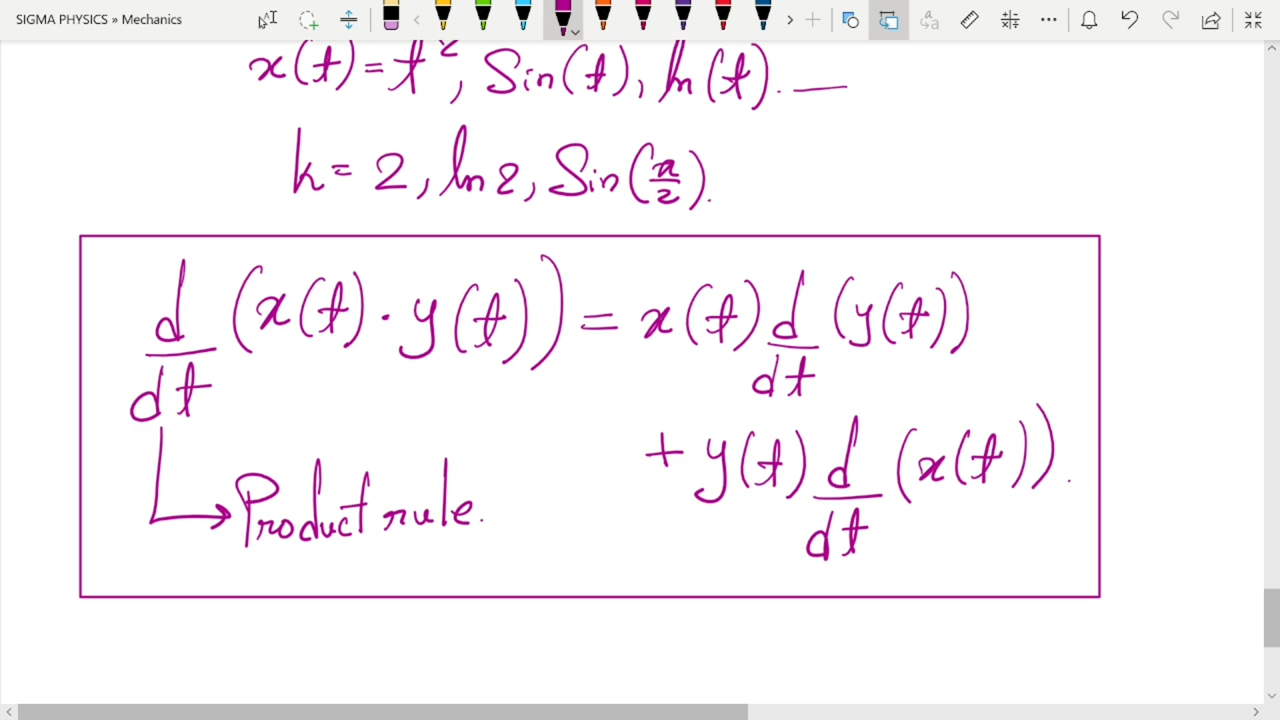 SIGMA PHYSICS » Mechanics
x(t) = t², Sin(t), ln(t). —
k = 2, ln 2, Sin(π/2).
d/dt (x(t) · y(t)) = x(t) d/dt (y(t))
+ y(t) d/dt (x(t)).
Product rule.